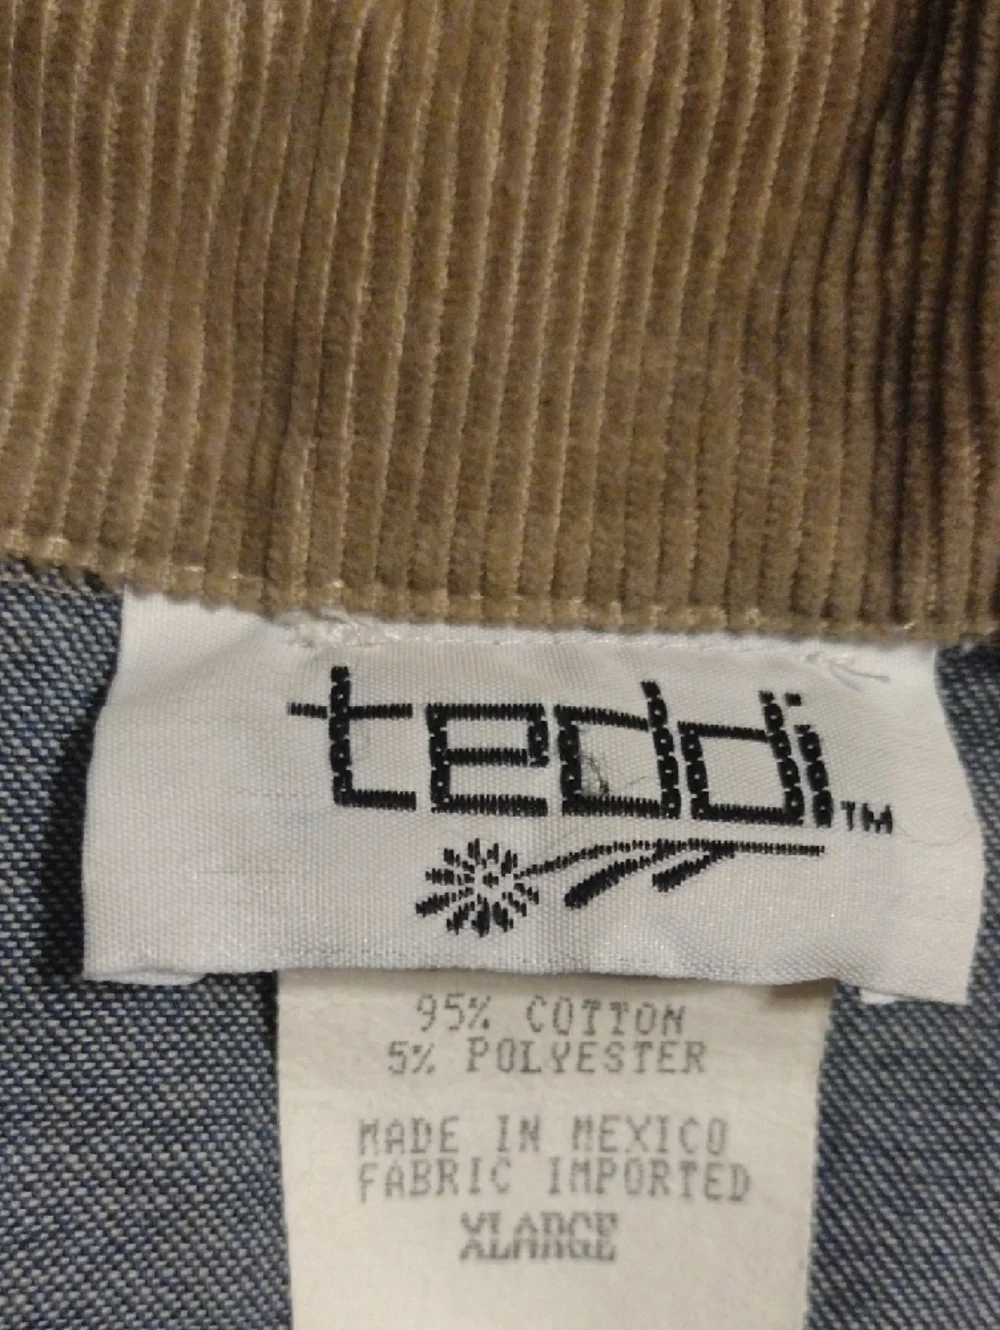 teddi™
95% COTTON
5% POLYESTER
MADE IN MEXICO
FABRIC IMPORTED
XLARGE